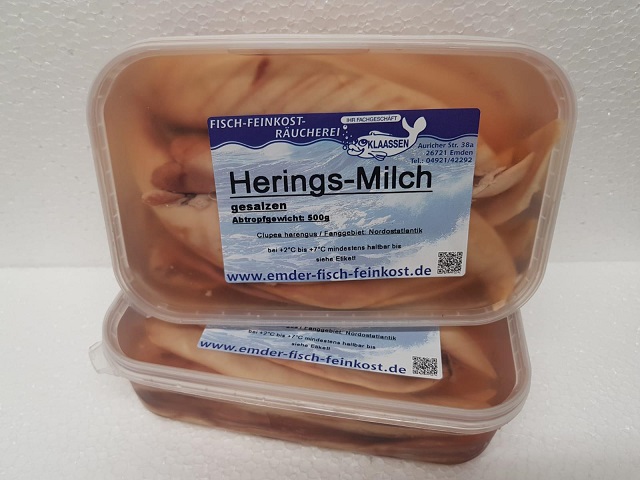 FISCH-FEINKOST-
RÄUCHEREI
IHR FACHGESCHÄFT
KLAASSEN
Auricher Str. 38a
26721 Emden
Tel.: 04921/42292
Herings-Milch
gesalzen
Abtropfgewicht: 500g
Clupea harengus / Fanggebiet: Nordostatlantik
bei +2°C bis +7°C mindestens haltbar bis
siehe Etikett
www.emder-fisch-feinkost.de
Fanggebiet: Nordostatlantik
bei +2°C bis +7°C mindestens haltbar bis
siehe Etikett
www.emder-fisch-feinkost.de